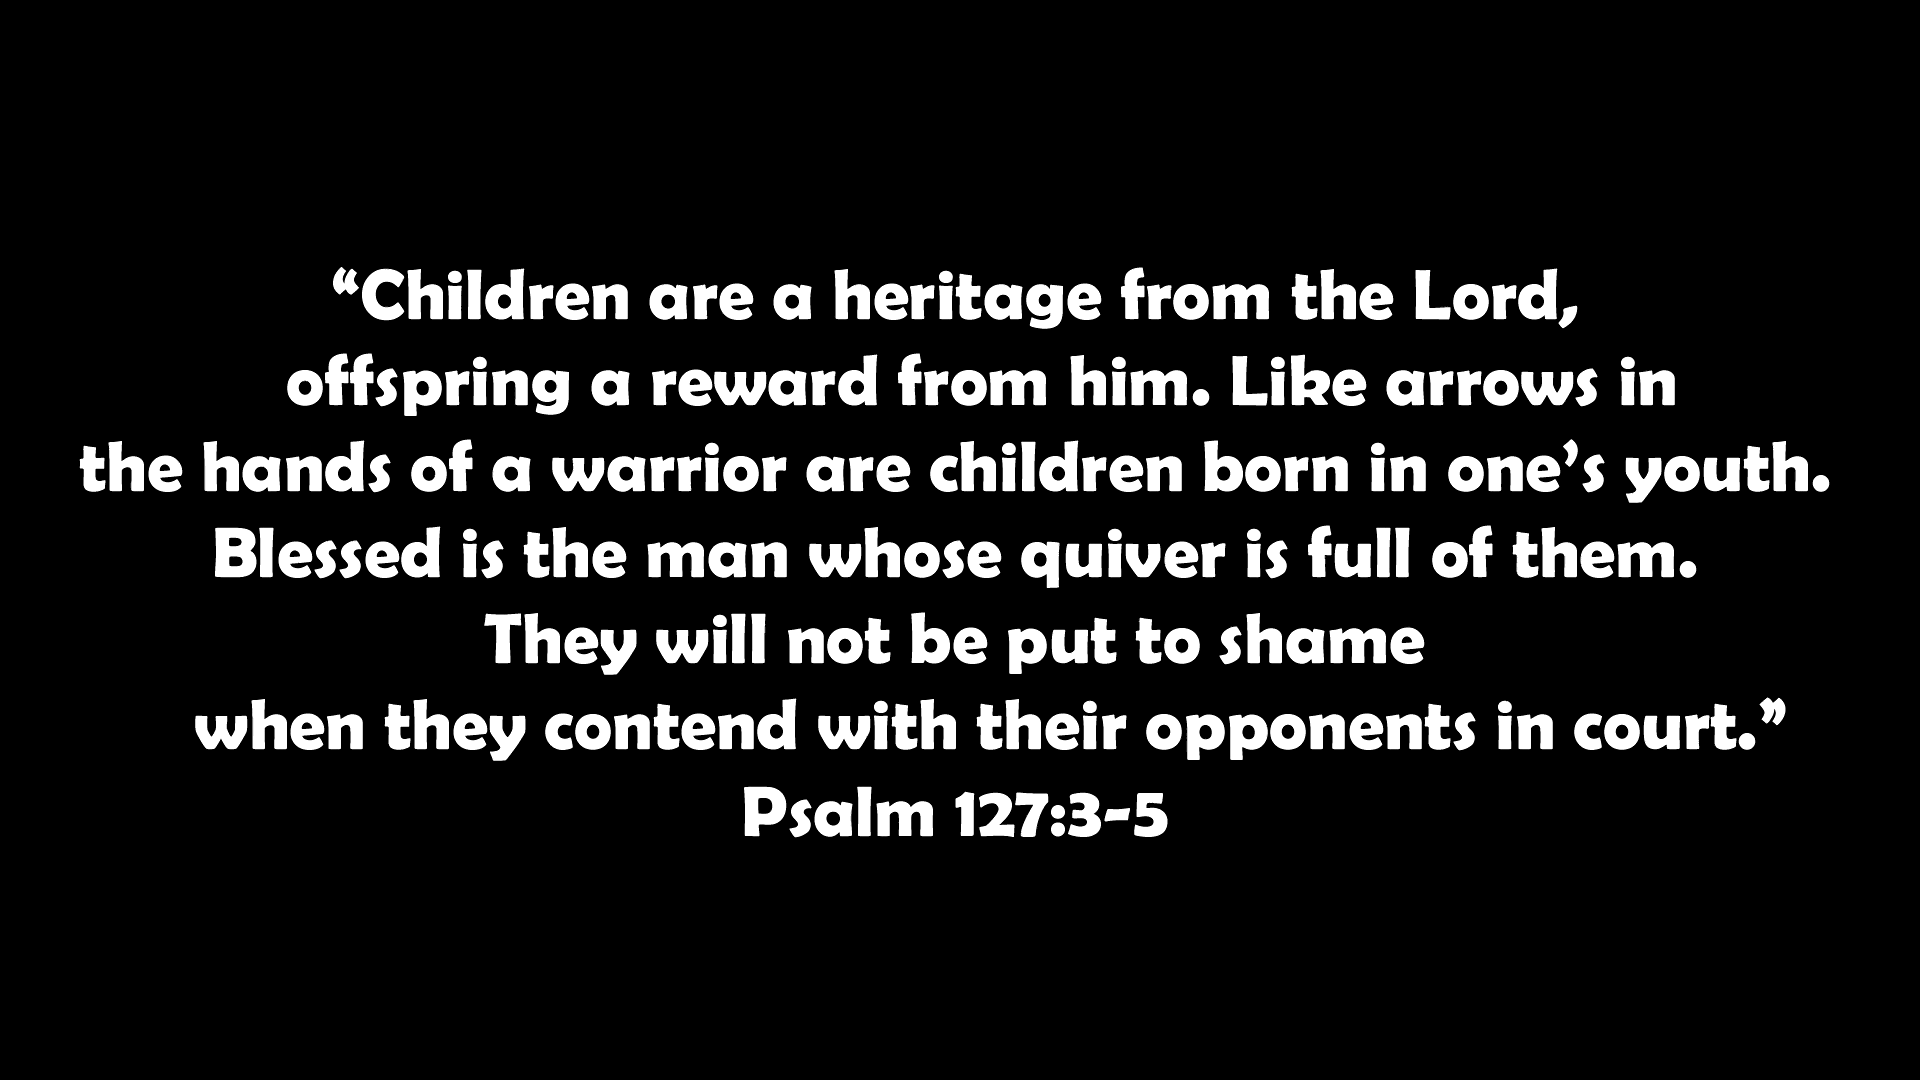 “Children are a heritage from the Lord,
offspring a reward from him. Like arrows in
the hands of a warrior are children born in one’s youth.
Blessed is the man whose quiver is full of them.
They will not be put to shame
when they contend with their opponents in court.”
Psalm 127:3-5